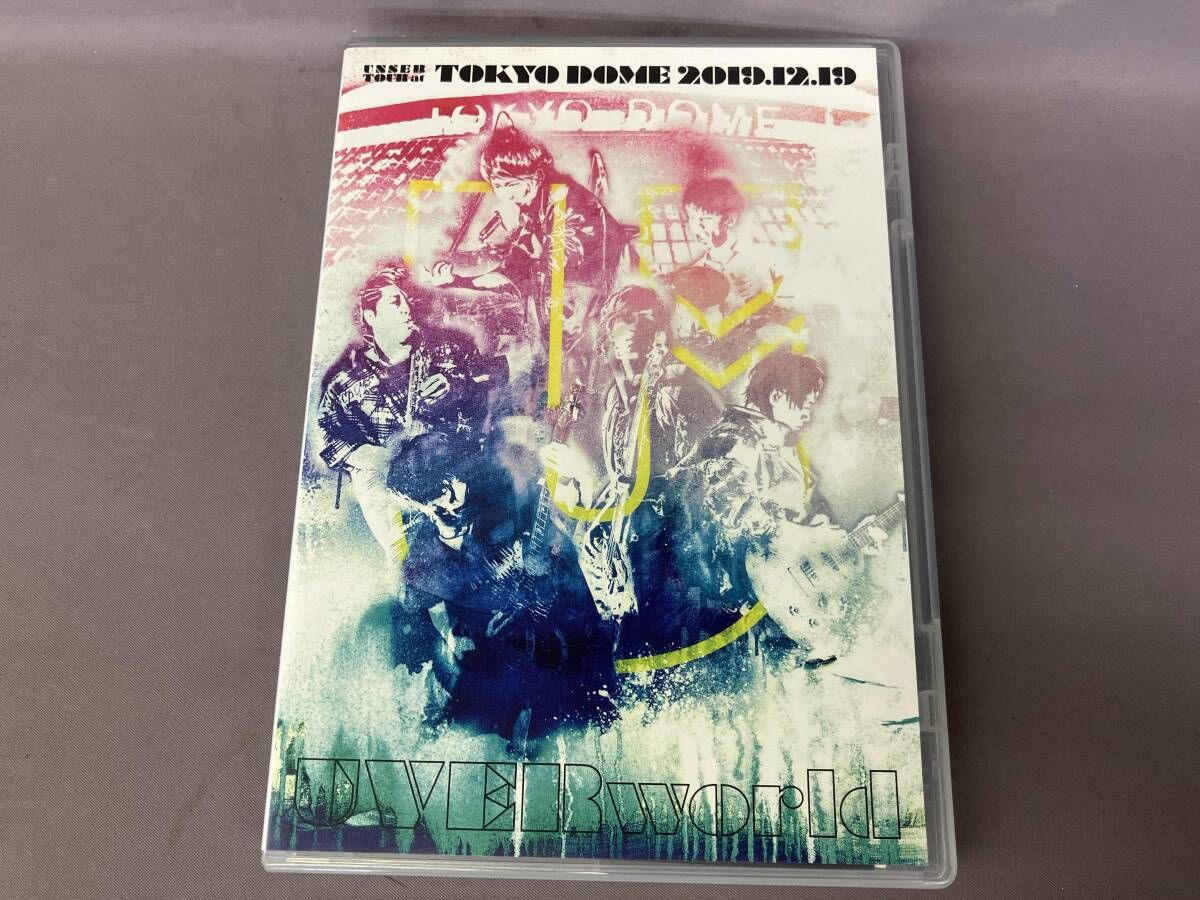 UNSER
TOUR at TOKYO DOME 2019.12.19
TOKYO DOME
UVERworld